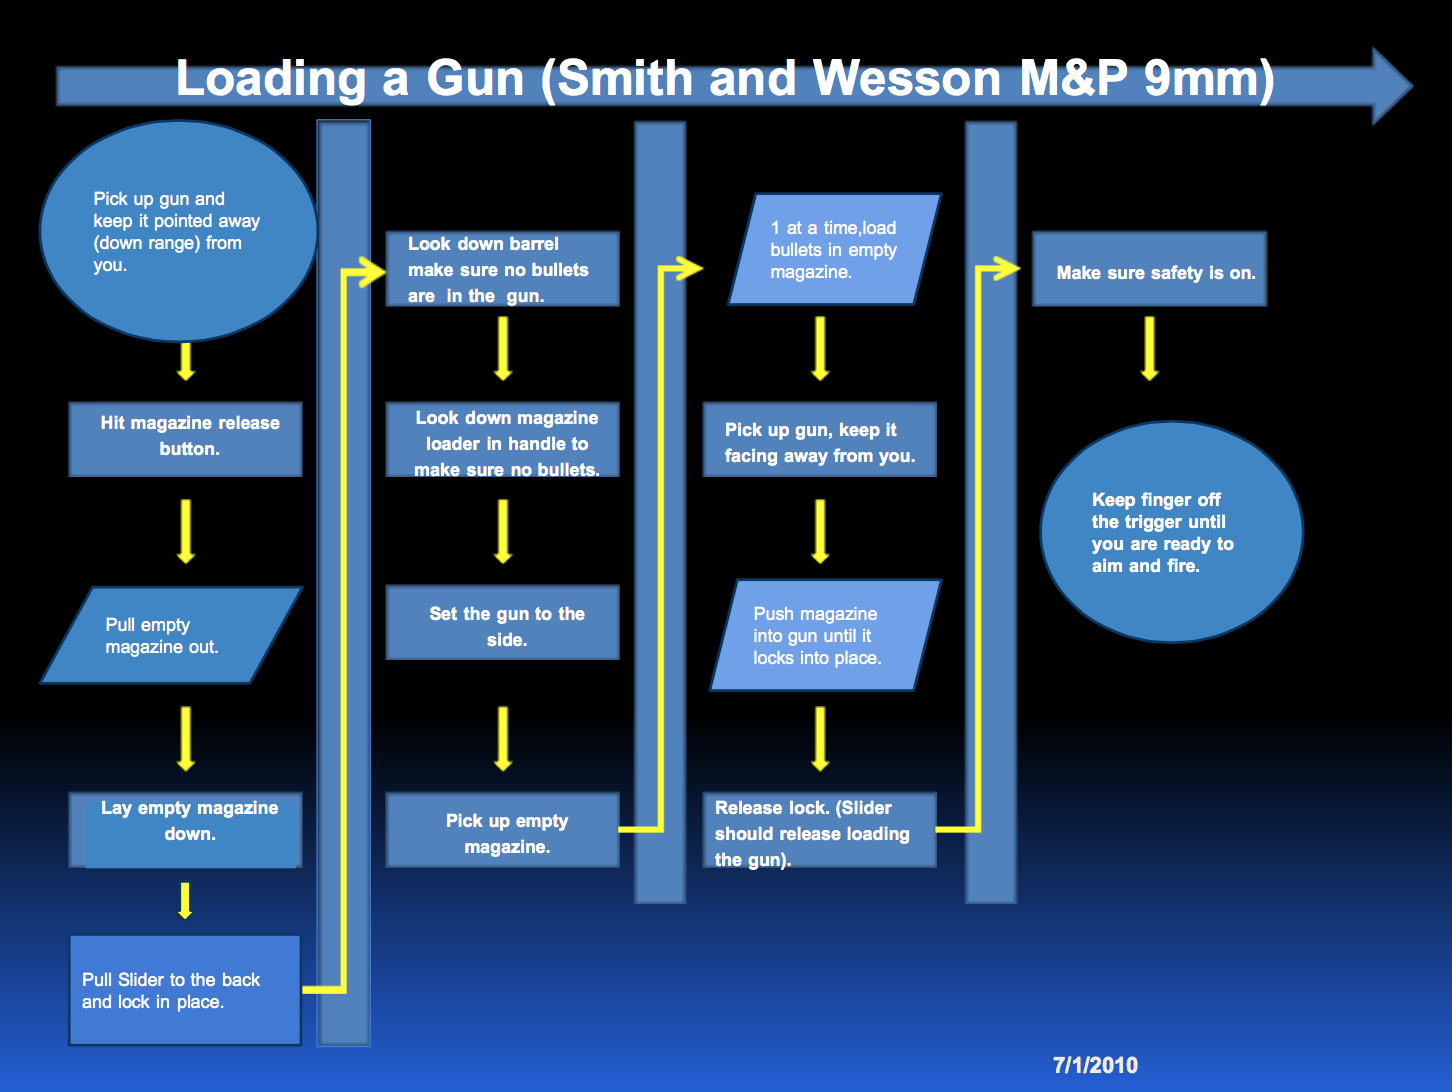 Loading a Gun (Smith and Wesson M&P 9mm)
Pick up gun and
keep it pointed away
(down range) from
you.
Hit magazine release
button.
Pull empty
magazine out.
Lay empty magazine
down.
Pull Slider to the back
and lock in place.
Look down barrel
make sure no bullets
are in the gun.
Look down magazine
loader in handle to
make sure no bullets.
Set the gun to the
side.
Pick up empty
magazine.
1 at a time,load
bullets in empty
magazine.
Pick up gun, keep it
facing away from you.
Push magazine
into gun until it
locks into place.
Release lock. (Slider
should release loading
the gun).
Make sure safety is on.
Keep finger off
the trigger until
you are ready to
aim and fire.
7/1/2010